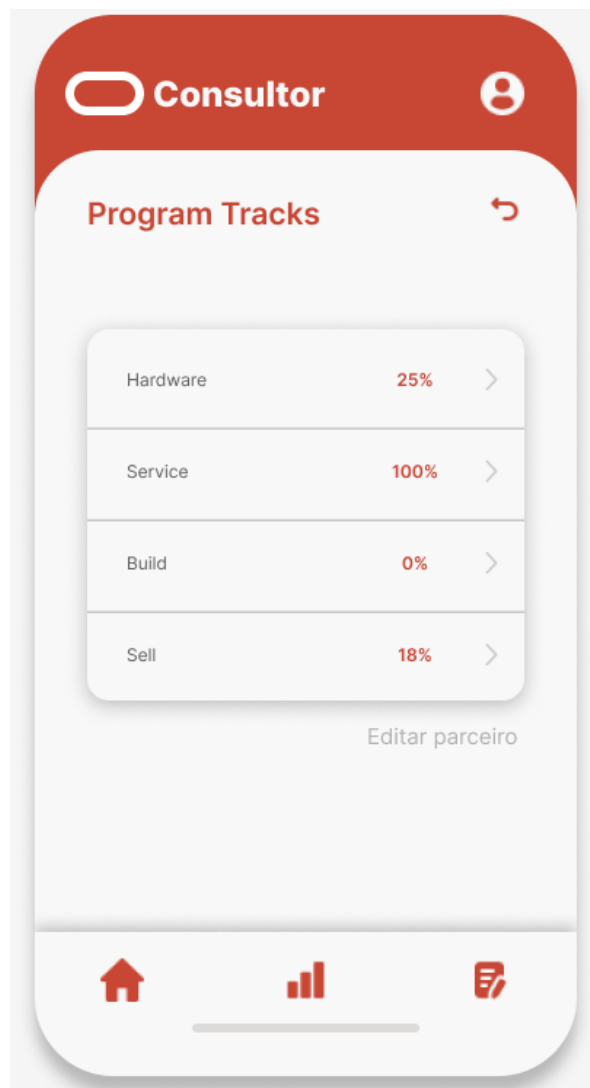 Consultor
Program Tracks
Hardware 25%
Service 100%
Build 0%
Sell 18%
Editar parceiro